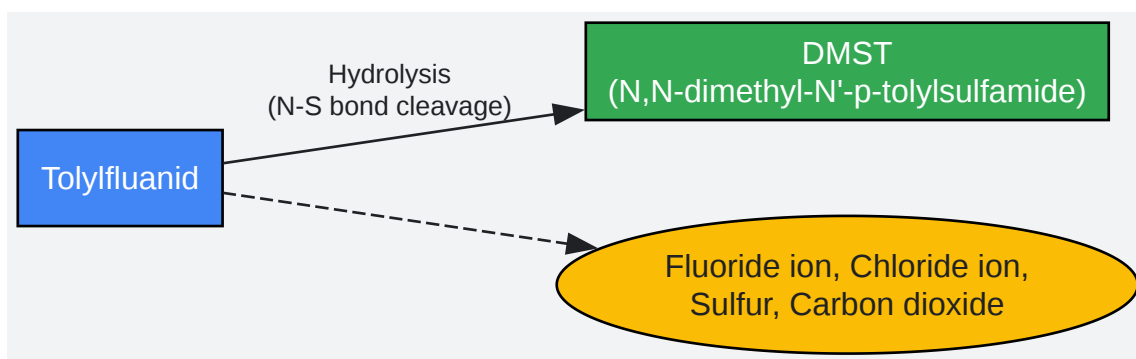 Tolylfluanid
Hydrolysis
(N-S bond cleavage)
DMST
(N,N-dimethyl-N'-p-tolylsulfamide)
Fluoride ion, Chloride ion,
Sulfur, Carbon dioxide